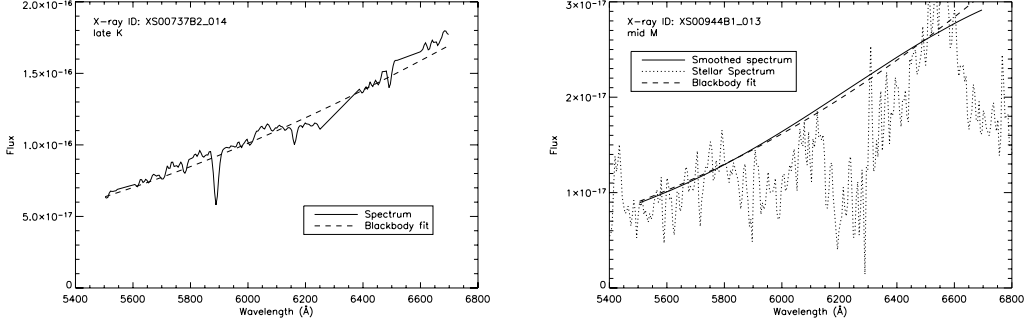 X-ray ID: XS00737B2_014
late K
2.0×10⁻¹⁶
1.5×10⁻¹⁶
1.0×10⁻¹⁶
5.0×10⁻¹⁷
0
Flux
Spectrum
Blackbody fit
5400 5600 5800 6000 6200 6400 6600 6800
Wavelength (Å)
X-ray ID: XS00944B1_013
mid M
3×10⁻¹⁷
2×10⁻¹⁷
1×10⁻¹⁷
0
Flux
Smoothed spectrum
Stellar Spectrum
Blackbody fit
5400 5600 5800 6000 6200 6400 6600 6800
Wavelength (Å)